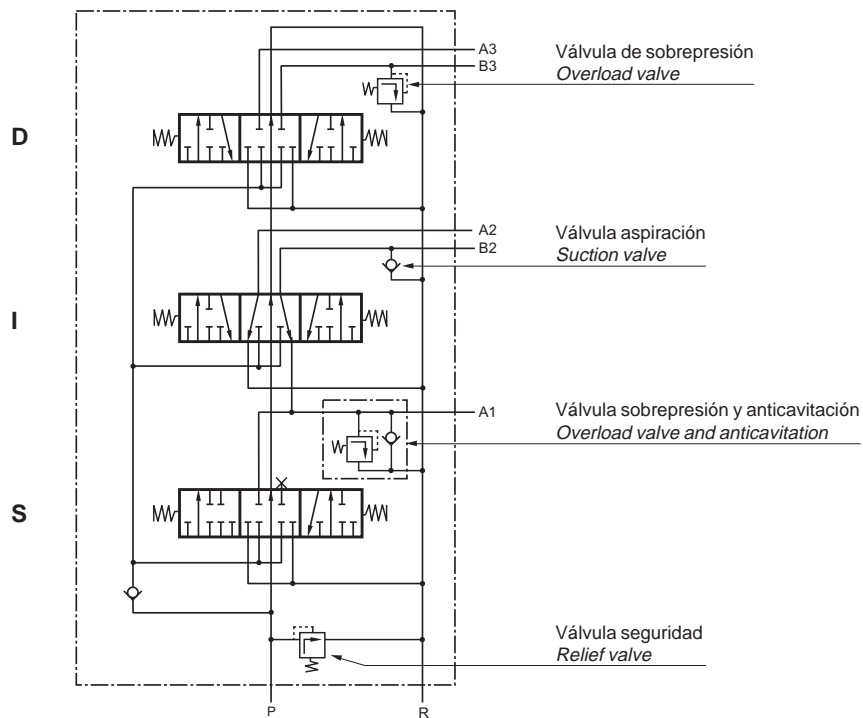 A3
B3
Válvula de sobrepresión
Overload valve
D
A2
B2
Válvula aspiración
Suction valve
I
A1
Válvula sobrepresión y anticavitación
Overload valve and anticavitation
S
Válvula seguridad
Relief valve
P
R